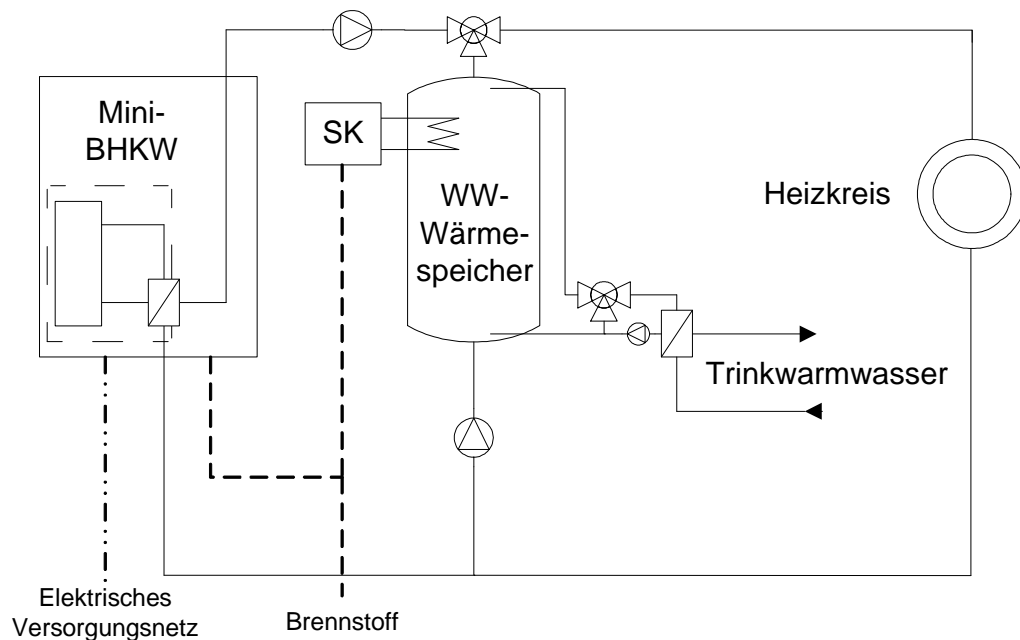 Mini-
BHKW
SK
WW-
Wärme-
speicher
Heizkreis
Trinkwarmwasser
Elektrisches
Versorgungsnetz
Brennstoff